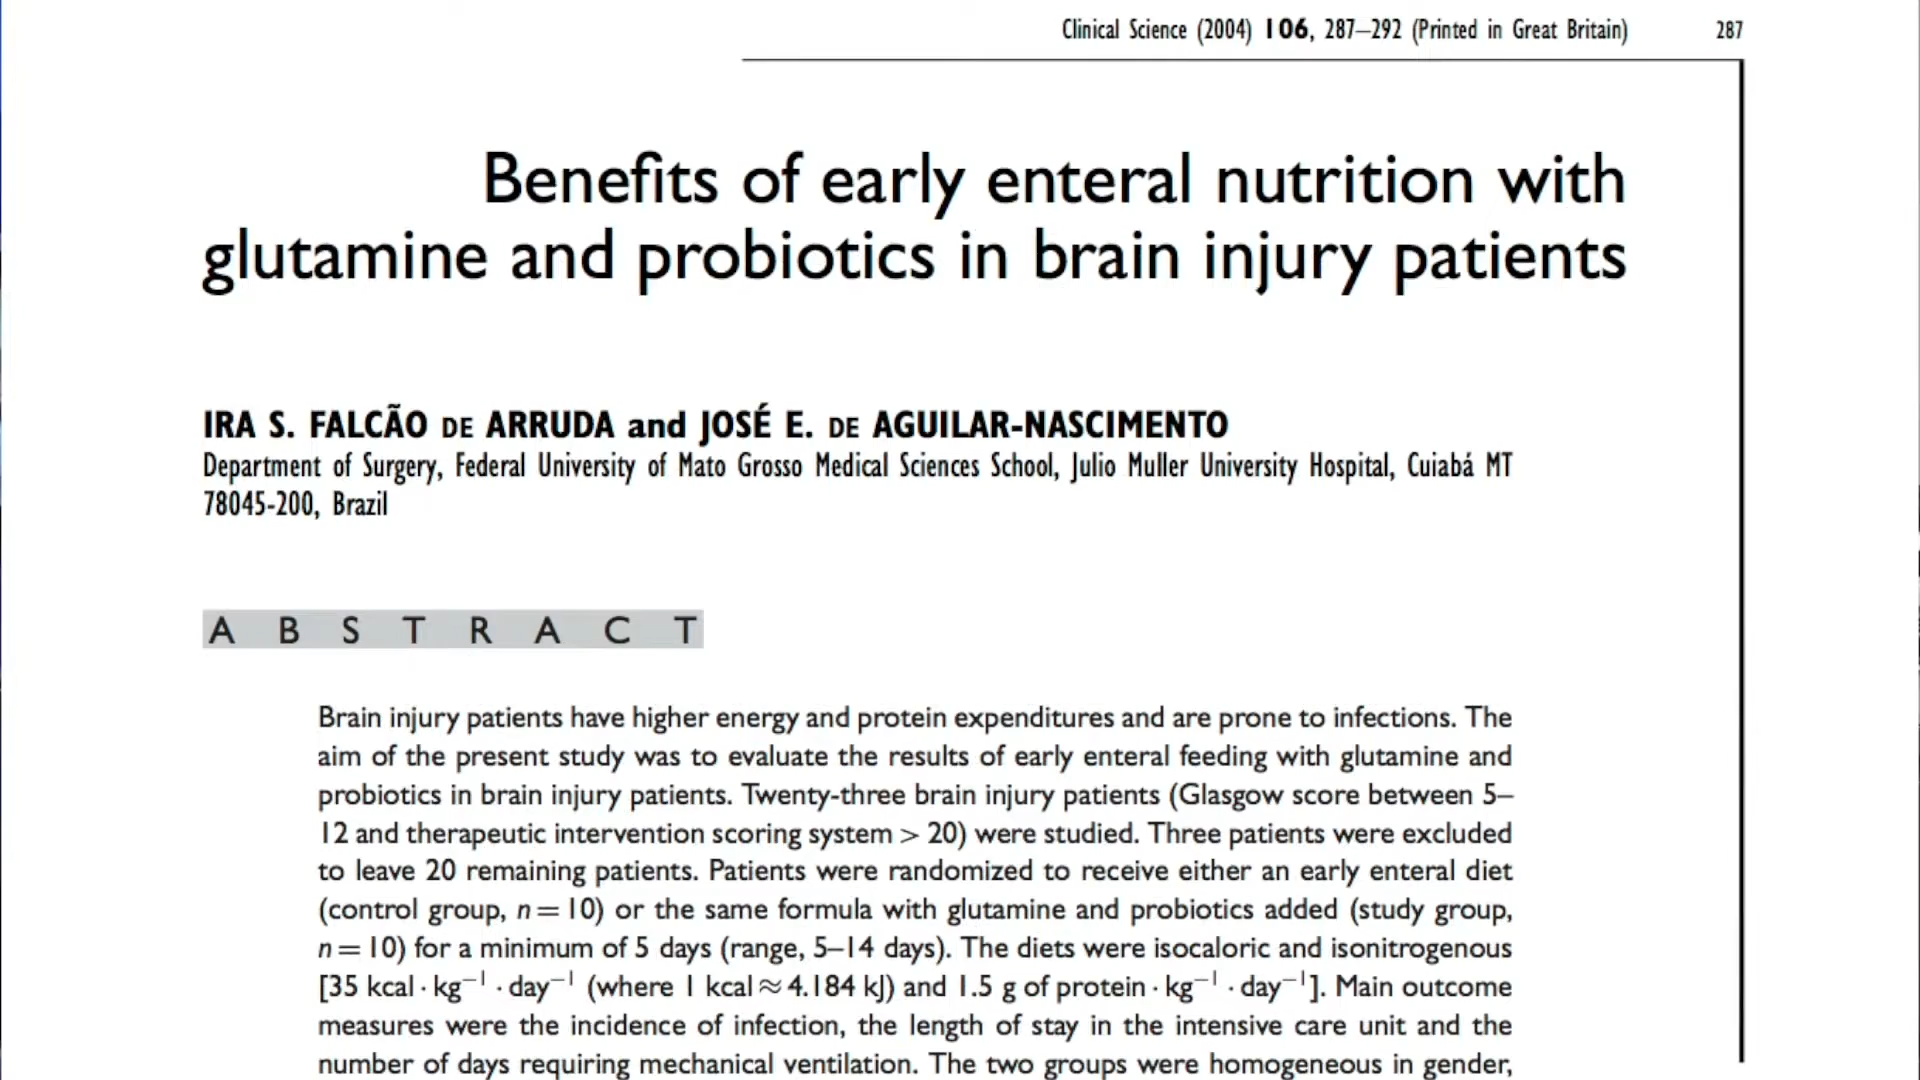 Clinical Science (2004) 106, 287–292 (Printed in Great Britain) 287
Benefits of early enteral nutrition with
glutamine and probiotics in brain injury patients
IRA S. FALCÃO DE ARRUDA and JOSÉ E. DE AGUILAR-NASCIMENTO
Department of Surgery, Federal University of Mato Grosso Medical Sciences School, Julio Muller University Hospital, Cuiabá MT
78045-200, Brazil
A B S T R A C T
Brain injury patients have higher energy and protein expenditures and are prone to infections. The
aim of the present study was to evaluate the results of early enteral feeding with glutamine and
probiotics in brain injury patients. Twenty-three brain injury patients (Glasgow score between 5–
12 and therapeutic intervention scoring system > 20) were studied. Three patients were excluded
to leave 20 remaining patients. Patients were randomized to receive either an early enteral diet
(control group, n = 10) or the same formula with glutamine and probiotics added (study group,
n = 10) for a minimum of 5 days (range, 5–14 days). The diets were isocaloric and isonitrogenous
[35 kcal · kg⁻¹ · day⁻¹ (where 1 kcal ≈ 4.184 kJ) and 1.5 g of protein · kg⁻¹ · day⁻¹]. Main outcome
measures were the incidence of infection, the length of stay in the intensive care unit and the
number of days requiring mechanical ventilation. The two groups were homogeneous in gender,